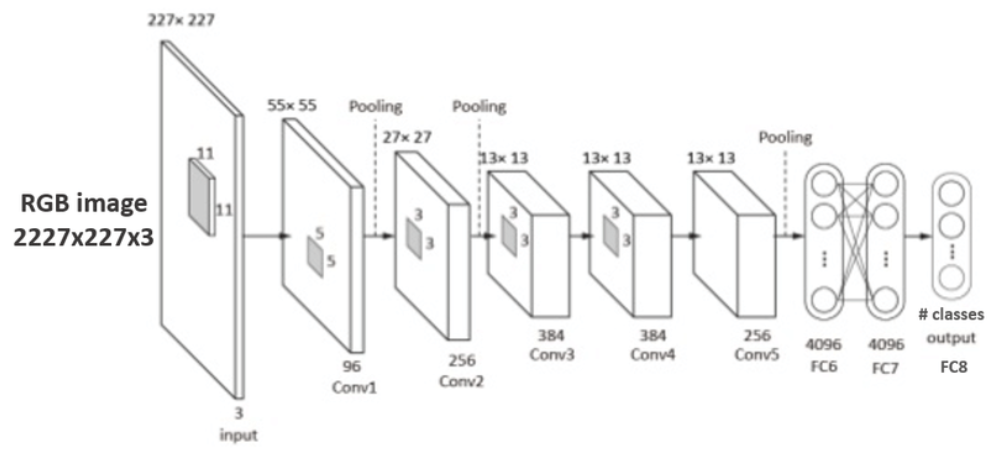 227× 227
RGB image
2227x227x3
11
11
3
input
55× 55
5
5
96
Conv1
Pooling
27× 27
3
3
256
Conv2
Pooling
13× 13
3
3
384
Conv3
13× 13
3
3
384
Conv4
13× 13
256
Conv5
Pooling
4096
FC6
4096
FC7
# classes
output
FC8